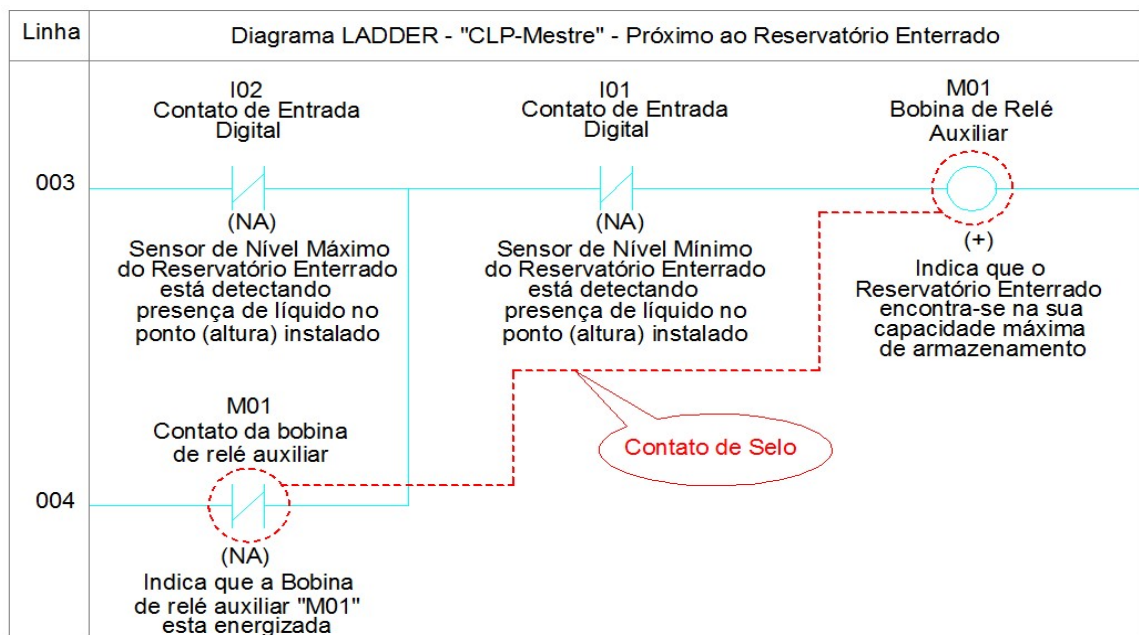 Linha
Diagrama LADDER - "CLP-Mestre" - Próximo ao Reservatório Enterrado
003
I02
Contato de Entrada
Digital
(NA)
Sensor de Nível Máximo
do Reservatório Enterrado
está detectando
presença de líquido no
ponto (altura) instalado
I01
Contato de Entrada
Digital
(NA)
Sensor de Nível Mínimo
do Reservatório Enterrado
está detectando
presença de líquido no
ponto (altura) instalado
M01
Bobina de Relé
Auxiliar
(+)
Indica que o
Reservatório Enterrado
encontra-se na sua
capacidade máxima
de armazenamento
Contato de Selo
004
M01
Contato da bobina
de relé auxiliar
(NA)
Indica que a Bobina
de relé auxiliar "M01"
esta energizada